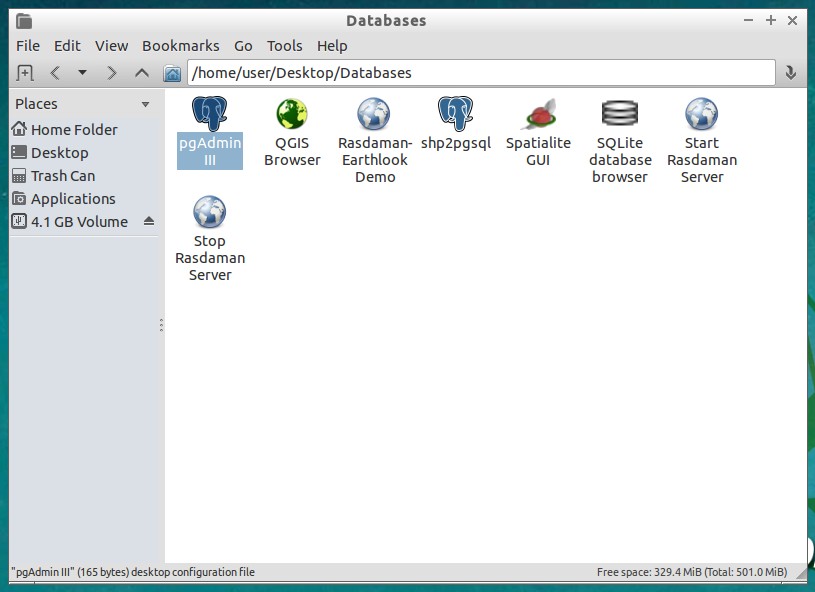 Databases
File Edit View Bookmarks Go Tools Help
/home/user/Desktop/Databases
Places
Home Folder
Desktop
Trash Can
Applications
4.1 GB Volume
pgAdmin
III
QGIS
Browser
Rasdaman-
Earthlook
Demo
shp2pgsql
Spatialite
GUI
SQLite
database
browser
Start
Rasdaman
Server
Stop
Rasdaman
Server
"pgAdmin III" (165 bytes) desktop configuration file
Free space: 329.4 MiB (Total: 501.0 MiB)